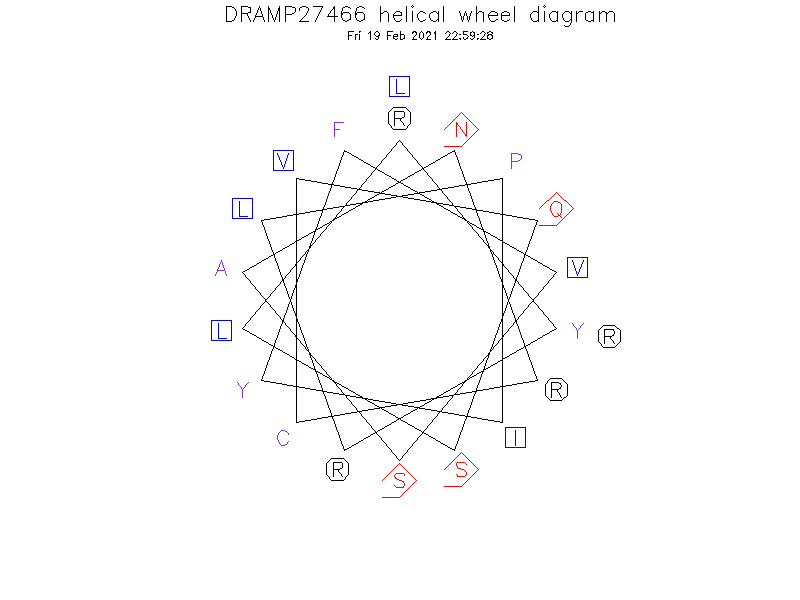 DRAMP27466 helical wheel diagram
Fri 19 Feb 2021 22:59:28
L
F R N
V P
L Q
A V
L Y R
Y R
C I
R S S